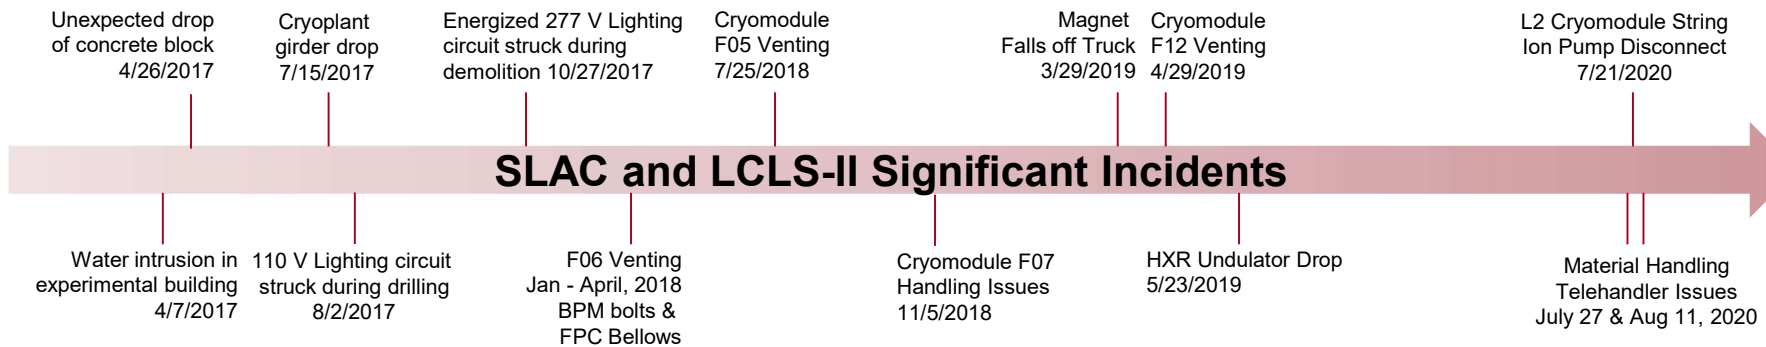 Unexpected drop
of concrete block
4/26/2017
Cryoplant
girder drop
7/15/2017
Energized 277 V Lighting
circuit struck during
demolition 10/27/2017
Cryomodule
F05 Venting
7/25/2018
Magnet
Falls off Truck
3/29/2019
Cryomodule
F12 Venting
4/29/2019
L2 Cryomodule String
Ion Pump Disconnect
7/21/2020
SLAC and LCLS-II Significant Incidents
Water intrusion in
experimental building
4/7/2017
110 V Lighting circuit
struck during drilling
8/2/2017
F06 Venting
Jan - April, 2018
BPM bolts &
FPC Bellows
Cryomodule F07
Handling Issues
11/5/2018
HXR Undulator Drop
5/23/2019
Material Handling
Telehandler Issues
July 27 & Aug 11, 2020